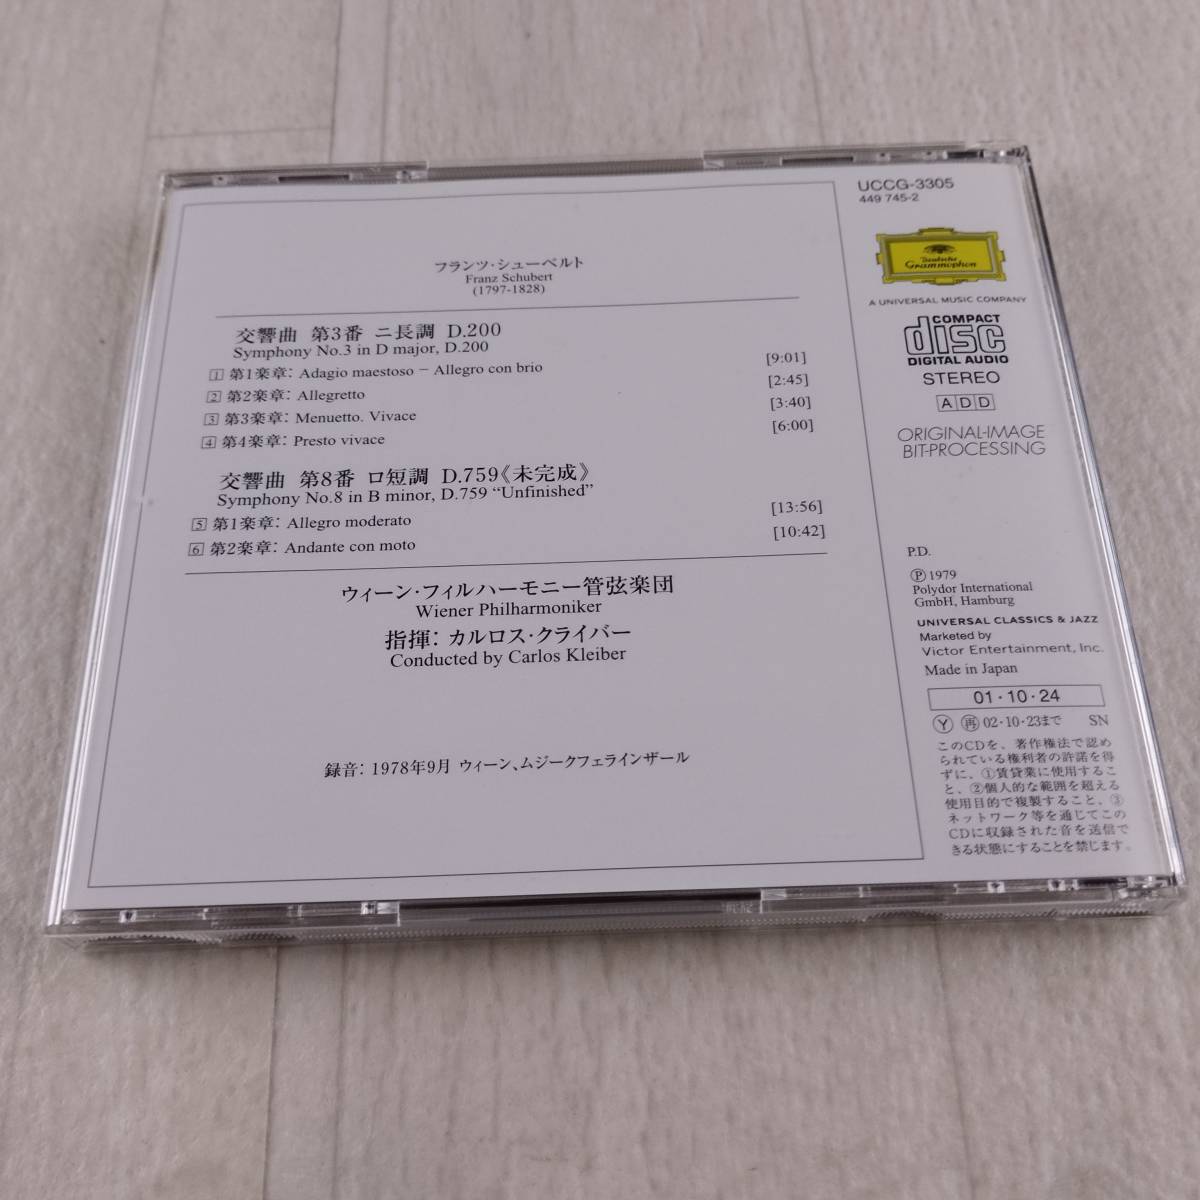 フランツ・シューベルト
Franz Schubert
(1797-1828)
交響曲 第3番 ニ長調 D.200
Symphony No.3 in D major, D.200
1 第1楽章: Adagio maestoso – Allegro con brio [9:01]
2 第2楽章: Allegretto [2:45]
3 第3楽章: Menuetto. Vivace [3:40]
4 第4楽章: Presto vivace [6:00]
交響曲 第8番 ロ短調 D.759《未完成》
Symphony No.8 in B minor, D.759 “Unfinished”
5 第1楽章: Allegro moderato [13:56]
6 第2楽章: Andante con moto [10:42]
ウィーン・フィルハーモニー管弦楽団
Wiener Philharmoniker
指揮: カルロス・クライバー
Conducted by Carlos Kleiber
録音: 1978年9月 ウィーン、ムジークフェラインザール
UCCG-3305
449 745-2
Deutsche
Grammophon
A UNIVERSAL MUSIC COMPANY
COMPACT
disc
DIGITAL AUDIO
STEREO
ADD
ORIGINAL-IMAGE
BIT-PROCESSING
P.D.
Ⓟ1979
Polydor International
GmbH, Hamburg
UNIVERSAL CLASSICS & JAZZ
Marketed by
Victor Entertainment, Inc.
Made in Japan
01・10・24
Ⓨ 再 02・10・23まで SN
このCDを、著作権法で認め
られている権利者の許諾を得
ずに、①賃貸業に使用するこ
と、②個人的な範囲を超える
使用目的で複製すること、③
ネットワーク等を通じてこの
CDに収録された音を送信で
きる状態にすることを禁じます。